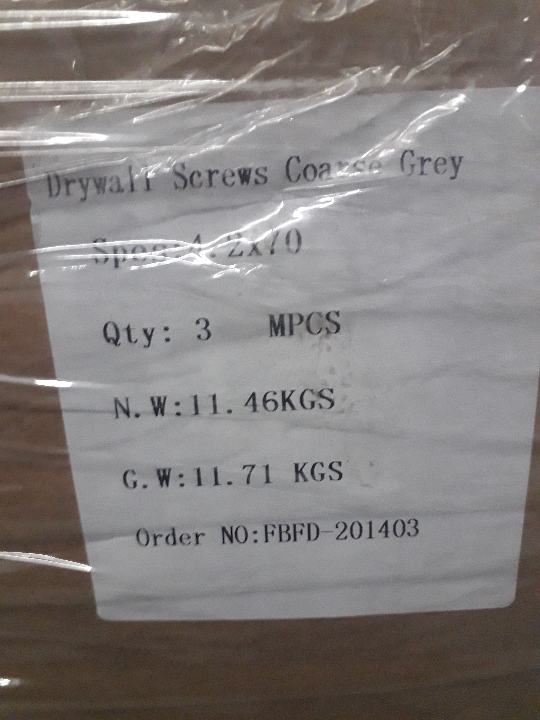 Drywall Screws Coarse Grey
Spec:4.2x70
Qty: 3 MPCS
N.W:11.46KGS
G.W:11.71 KGS
Order NO:FBFD-201403